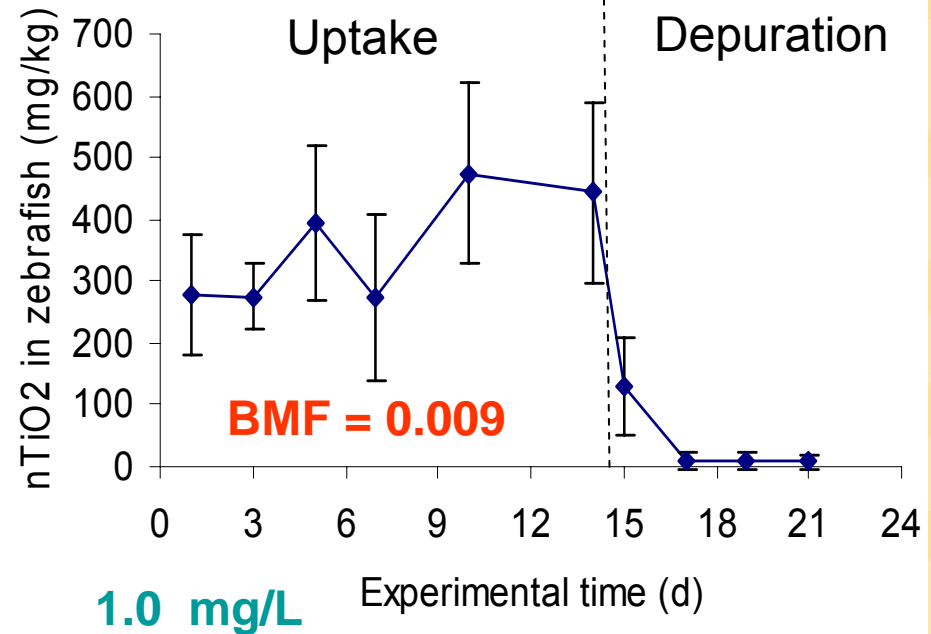 Uptake
Depuration
nTiO2 in zebrafish (mg/kg)
700
600
500
400
300
200
100
0
BMF = 0.009
0 3 6 9 12 15 18 21 24
Experimental time (d)
1.0 mg/L